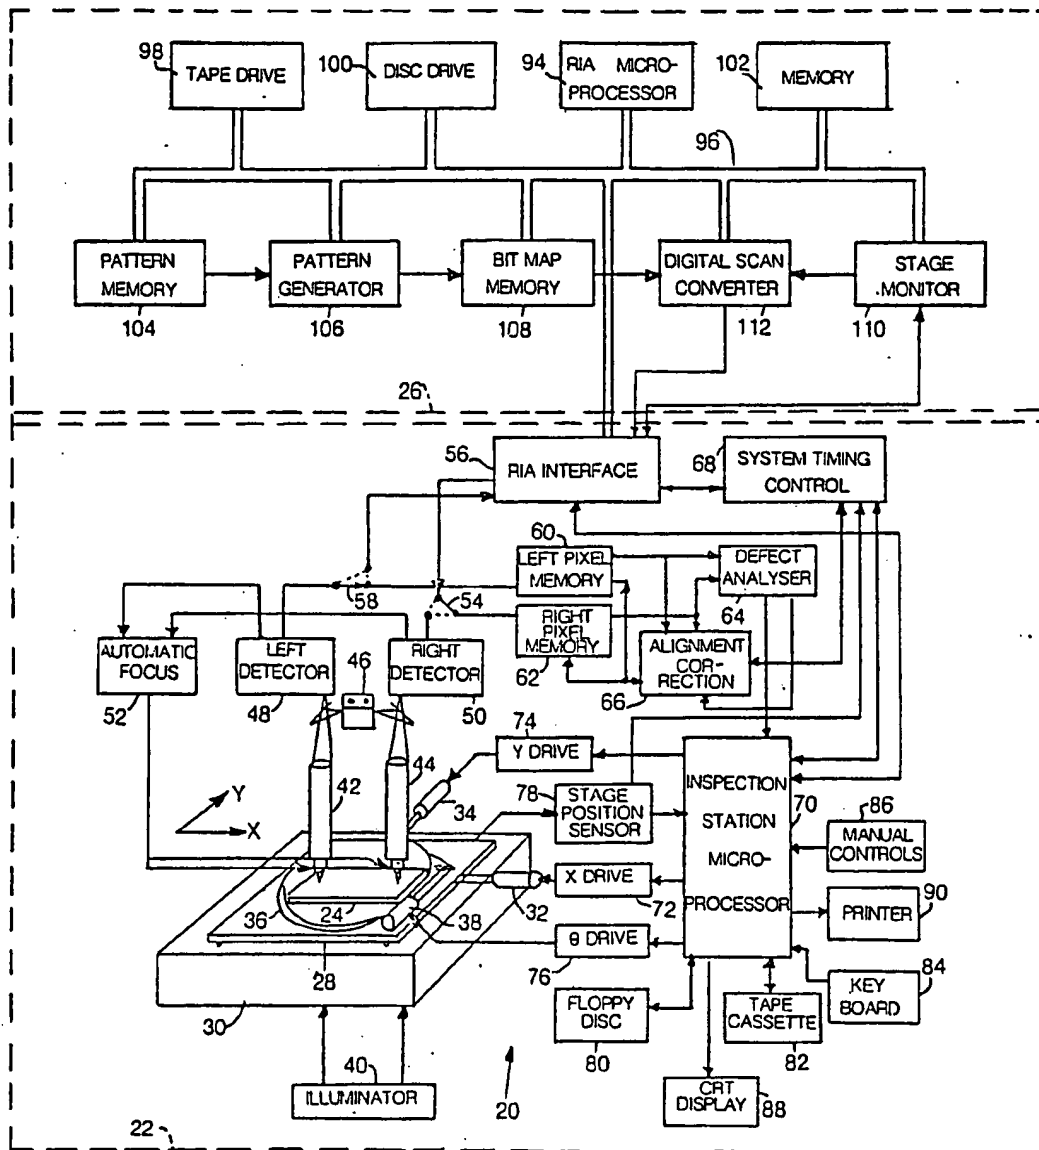 98
TAPE DRIVE
100
DISC DRIVE
94
RIA MICRO-
PROCESSOR
102
MEMORY
96
PATTERN
MEMORY
104
PATTERN
GENERATOR
106
BIT MAP
MEMORY
108
DIGITAL SCAN
CONVERTER
112
STAGE
MONITOR
110
26
56
RIA INTERFACE
68
SYSTEM TIMING
CONTROL
60
LEFT PIXEL
MEMORY
DEFECT
ANALYSER
64
58
54
RIGHT
PIXEL
MEMORY
62
ALIGNMENT
COR-
RECTION
66
AUTOMATIC
FOCUS
52
LEFT
DETECTOR
48
46
RIGHT
DETECTOR
50
74
Y DRIVE
42
44
34
Y
X
78
STAGE
POSITION
SENSOR
INSPECTION
STATION
MICRO-
PROCESSOR
70
86
MANUAL
CONTROLS
X DRIVE
72
32
36
24
38
90
PRINTER
θ DRIVE
76
28
30
FLOPPY
DISC
80
TAPE
CASSETTE
82
KEY
BOARD
84
40
ILLUMINATOR
20
CRT
DISPLAY
88
22